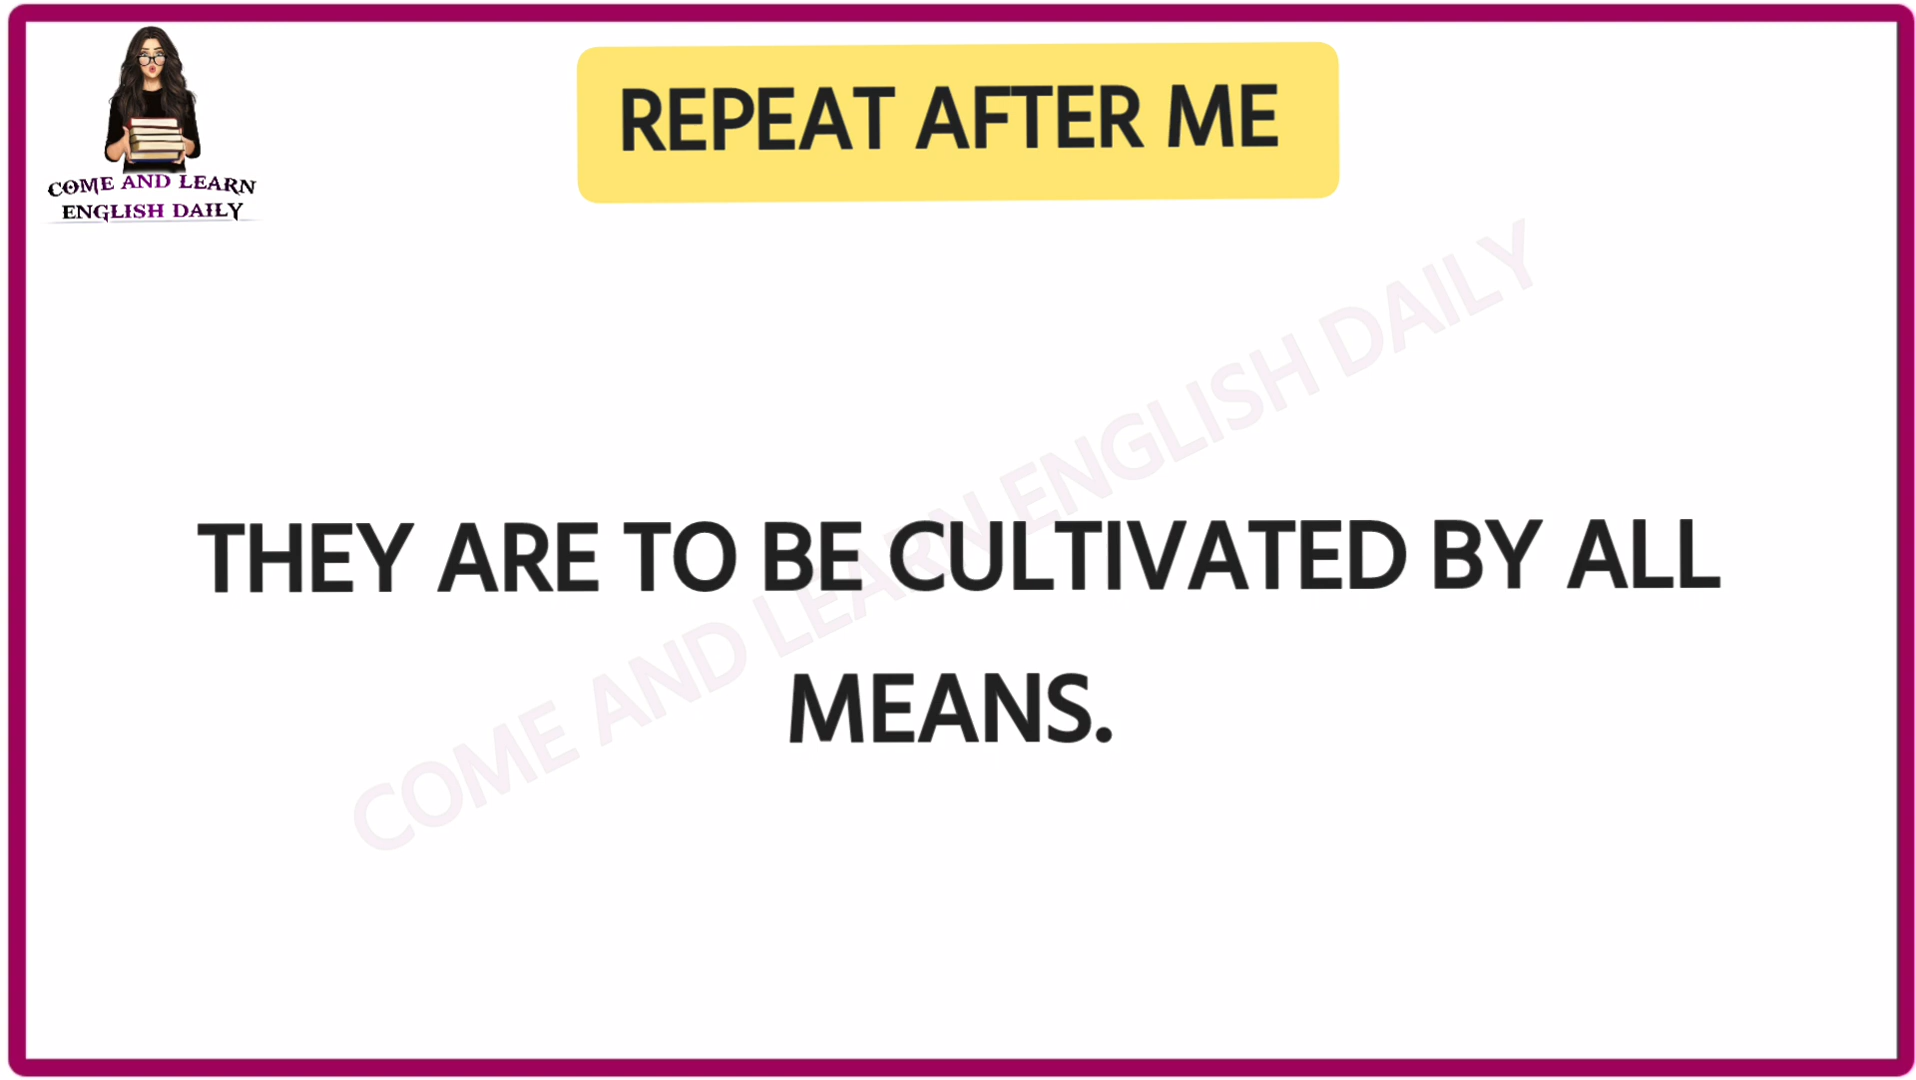 COME AND LEARN
ENGLISH DAILY
REPEAT AFTER ME
THEY ARE TO BE CULTIVATED BY ALL
MEANS.
COME AND LEARN ENGLISH DAILY